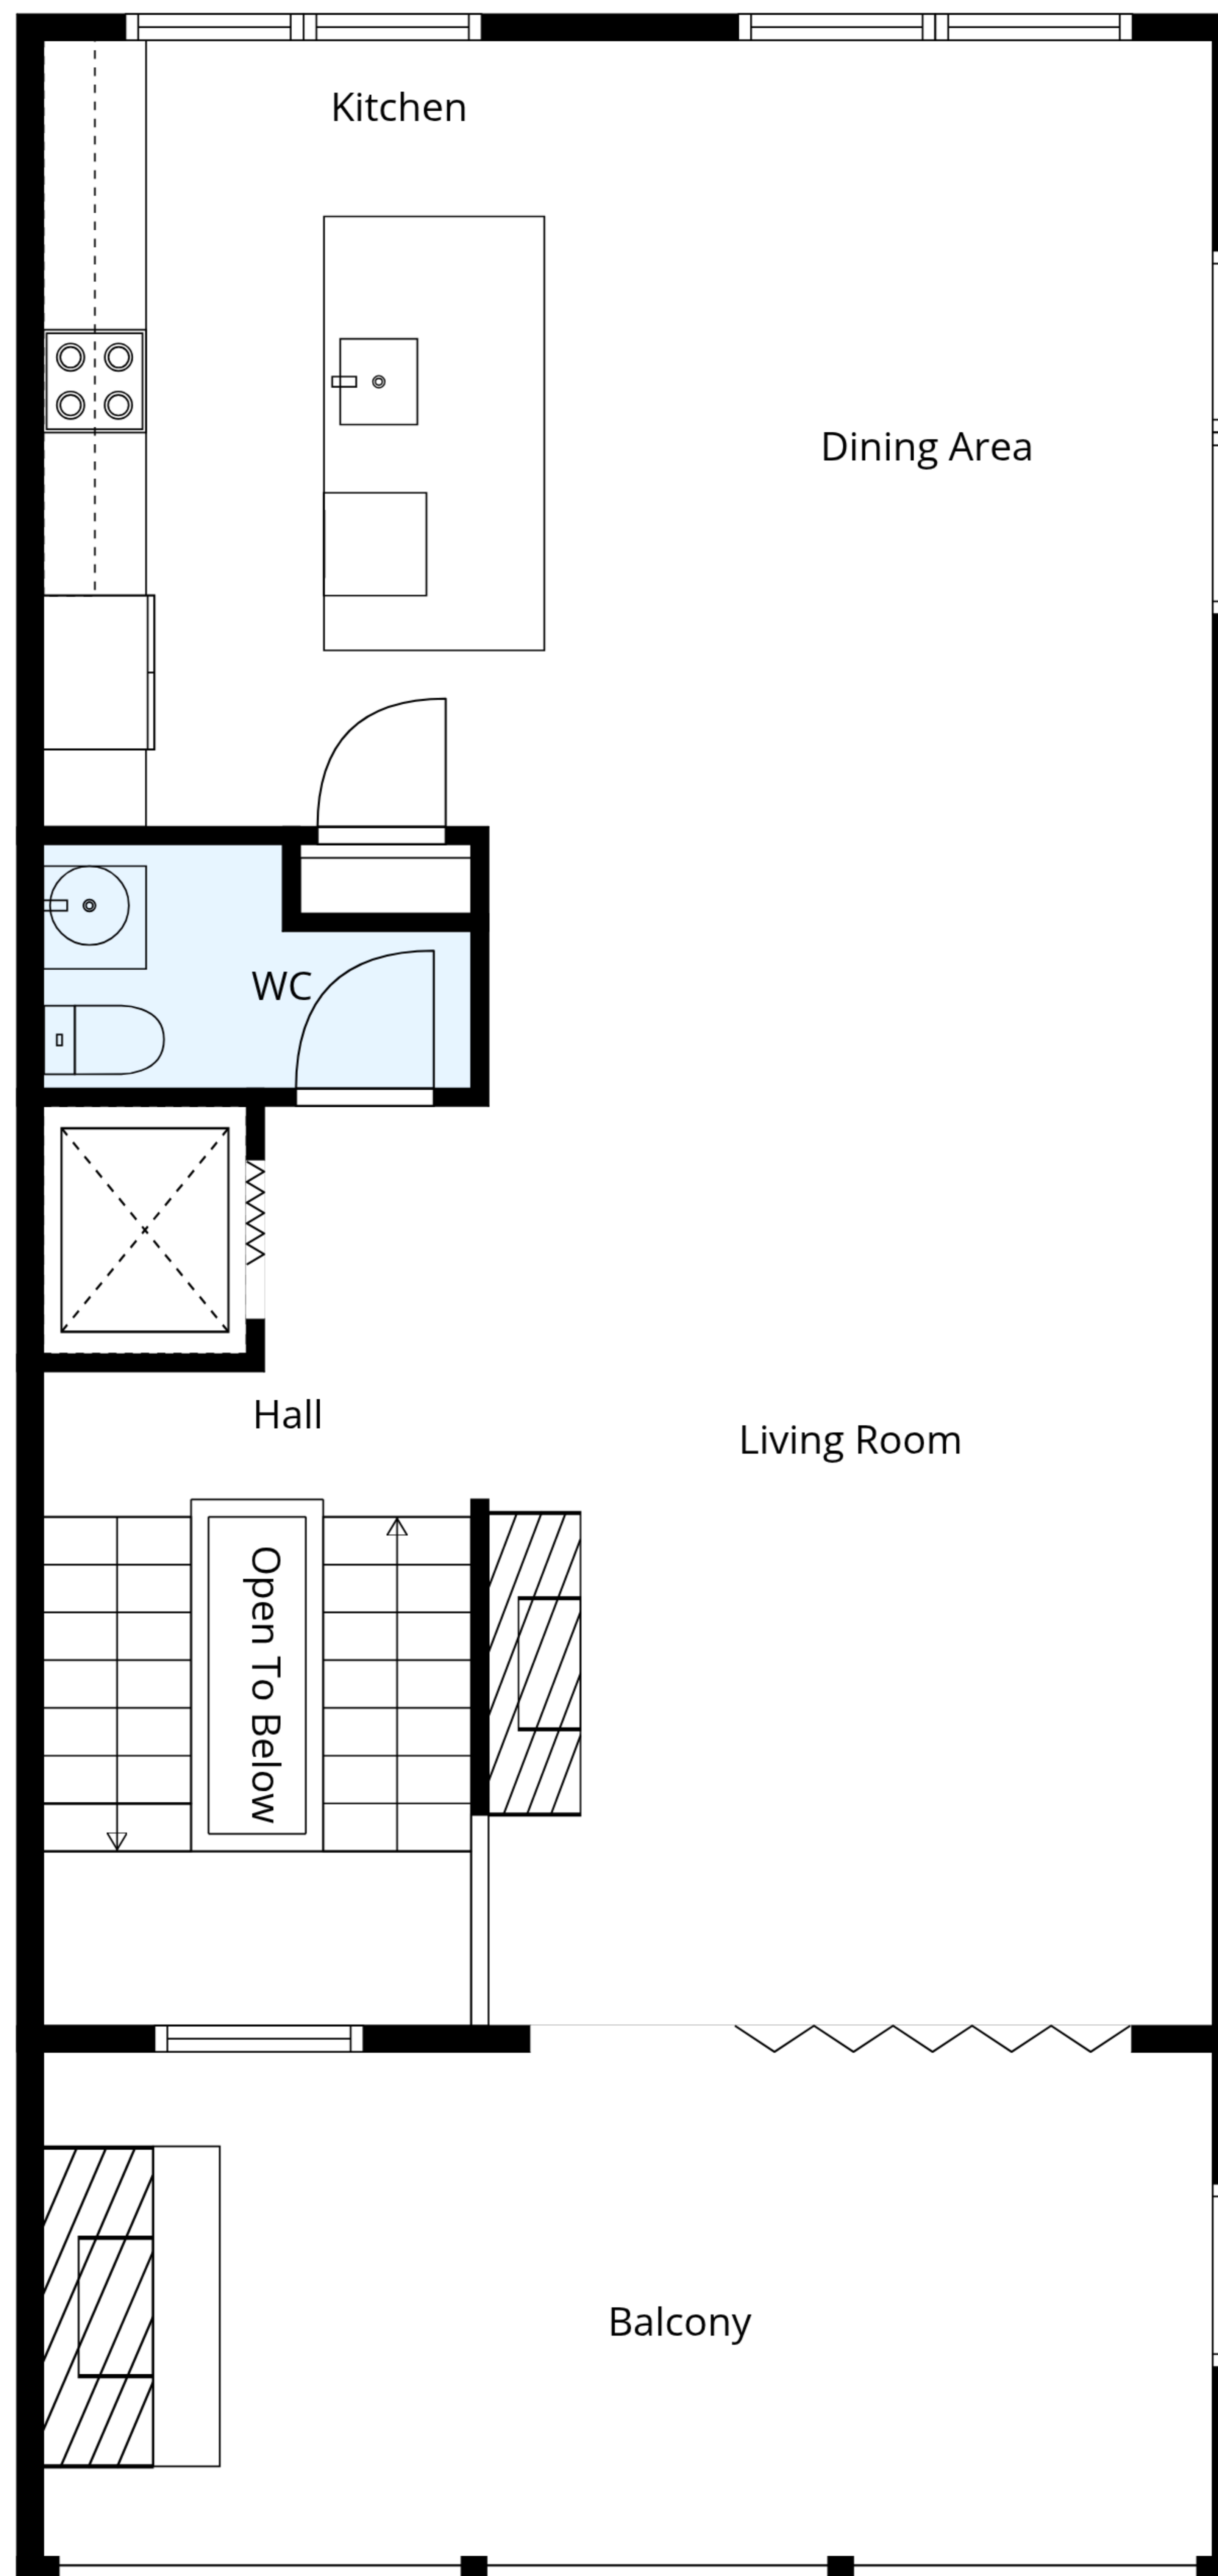 Kitchen
Dining Area
WC
Hall
Living Room
Open To Below
Balcony